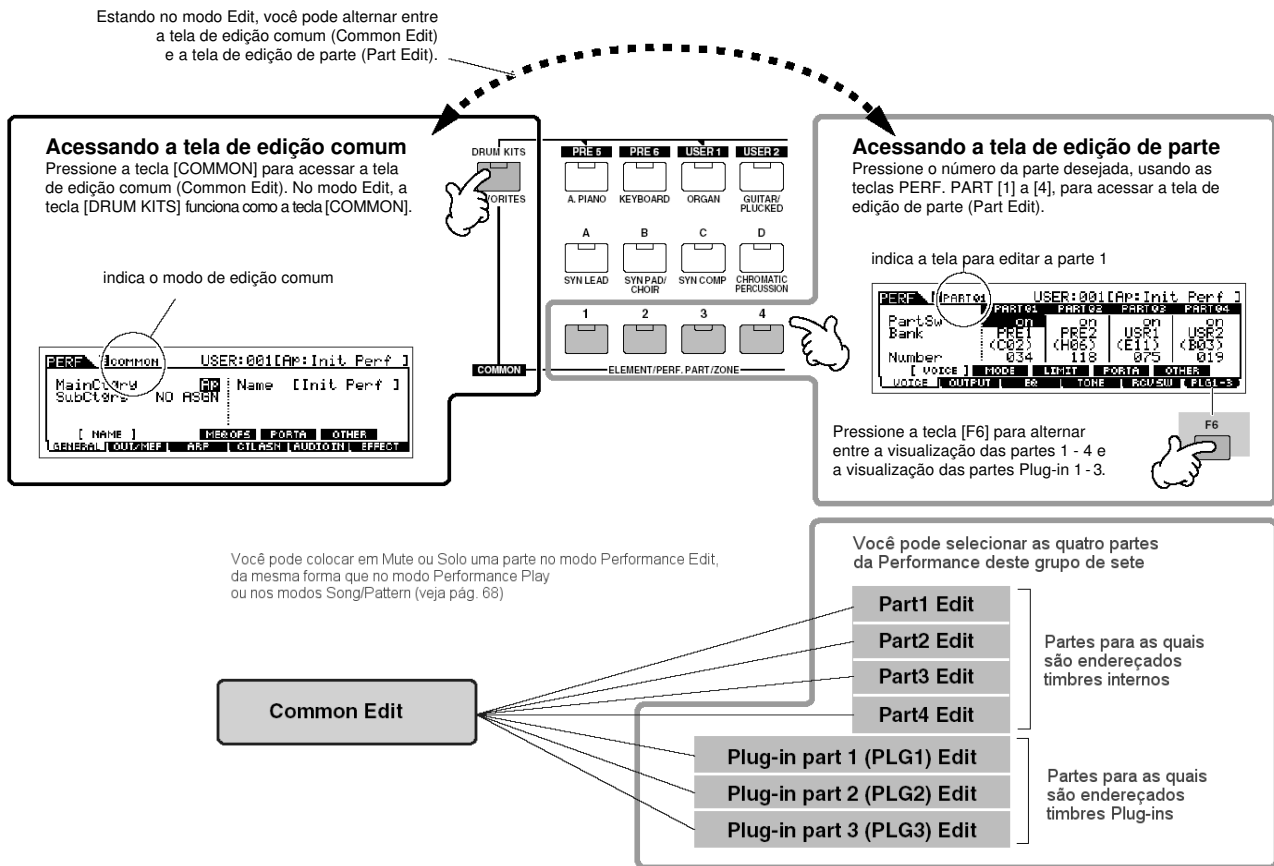 Estando no modo Edit, você pode alternar entre
a tela de edição comum (Common Edit)
e a tela de edição de parte (Part Edit).
Acessando a tela de edição comum
Pressione a tecla [COMMON] para acessar a tela
de edição comum (Common Edit). No modo Edit, a
tecla [DRUM KITS] funciona como a tecla [COMMON].
indica o modo de edição comum
PERF COMMON USER:001[AP:Init Perf ]
MainCtgry AP Name [Init Perf ]
SubCtgry NO ASGN
[ NAME ] MEQOFS PORTA OTHER
GENERAL OUT/MEF ARP CTLASN AUDIOIN EFFECT
DRUM KITS PRE 5 PRE 6 USER 1 USER 2
A. PIANO KEYBOARD ORGAN GUITAR/
PLUCKED
A B C D
SYN LEAD SYN PAD/
CHOIR SYN COMP CHROMATIC
PERCUSSION
1 2 3 4
COMMON ELEMENT/PERF. PART/ZONE
Acessando a tela de edição de parte
Pressione o número da parte desejada, usando as
teclas PERF. PART [1] a [4], para acessar a tela de
edição de parte (Part Edit).
indica a tela para editar a parte 1
PERF PART01 USER:001[AP:Init Perf ]
PART01 PART02 PART03 PART04
PartSw on on on on
Bank PRE1 PRE2 USR1 USR2
(C02) (H06) (E11) (B03)
Number 034 118 075 019
[ VOICE ] MODE LIMIT PORTA OTHER
VOICE OUTPUT EQ TONE RCVSW PLG1-3
Pressione a tecla [F6] para alternar
entre a visualização das partes 1 - 4 e
a visualização das partes Plug-in 1 - 3.
F6
Você pode colocar em Mute ou Solo uma parte no modo Performance Edit,
da mesma forma que no modo Performance Play
ou nos modos Song/Pattern (veja pág. 68)
Você pode selecionar as quatro partes
da Performance deste grupo de sete
Common Edit
Part1 Edit
Part2 Edit
Part3 Edit
Part4 Edit
Partes para as quais
são endereçados
timbres internos
Plug-in part 1 (PLG1) Edit
Plug-in part 2 (PLG2) Edit
Plug-in part 3 (PLG3) Edit
Partes para as quais
são endereçados
timbres Plug-ins